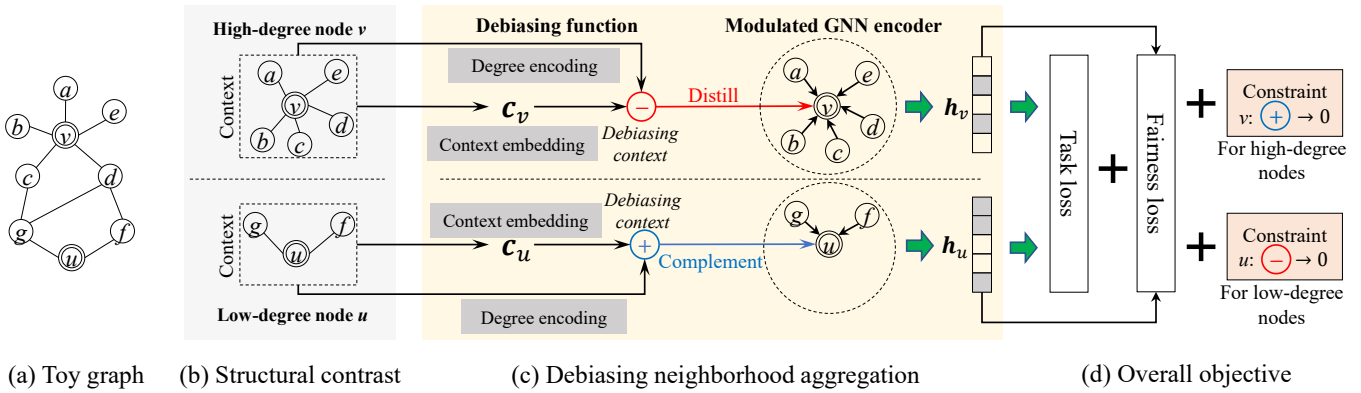 High-degree node v
Debiasing function
Modulated GNN encoder
Context
a
e
v
b
c
d
Degree encoding
c_v
Context embedding
−
Debiasing
context
Distill
a
e
v
b
c
d
h_v
Task loss
+
Fairness loss
+
Constraint
v: + → 0
For high-degree
nodes
a
b
e
v
c
d
g
f
u
Context
g
f
u
Low-degree node u
Context embedding
c_u
Debiasing
context
+
Complement
Degree encoding
g
f
u
h_u
+
Constraint
u: − → 0
For low-degree
nodes
(a) Toy graph
(b) Structural contrast
(c) Debiasing neighborhood aggregation
(d) Overall objective